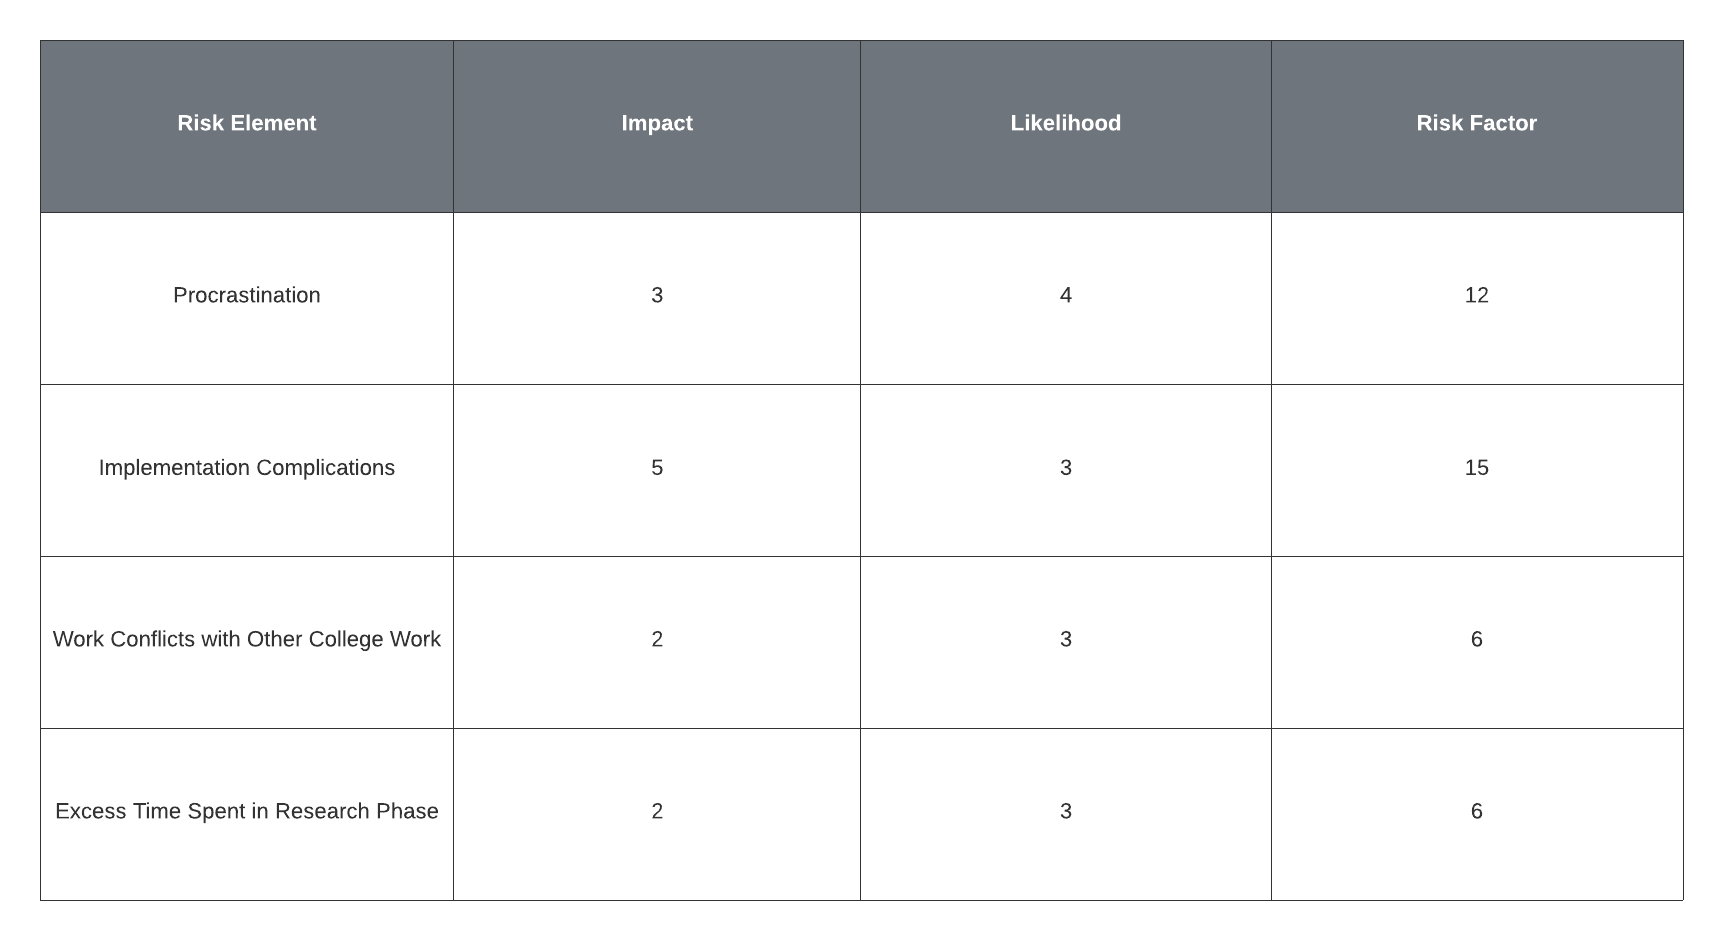 Risk Element Impact Likelihood Risk Factor
Procrastination 3 4 12
Implementation Complications 5 3 15
Work Conflicts with Other College Work 2 3 6
Excess Time Spent in Research Phase 2 3 6